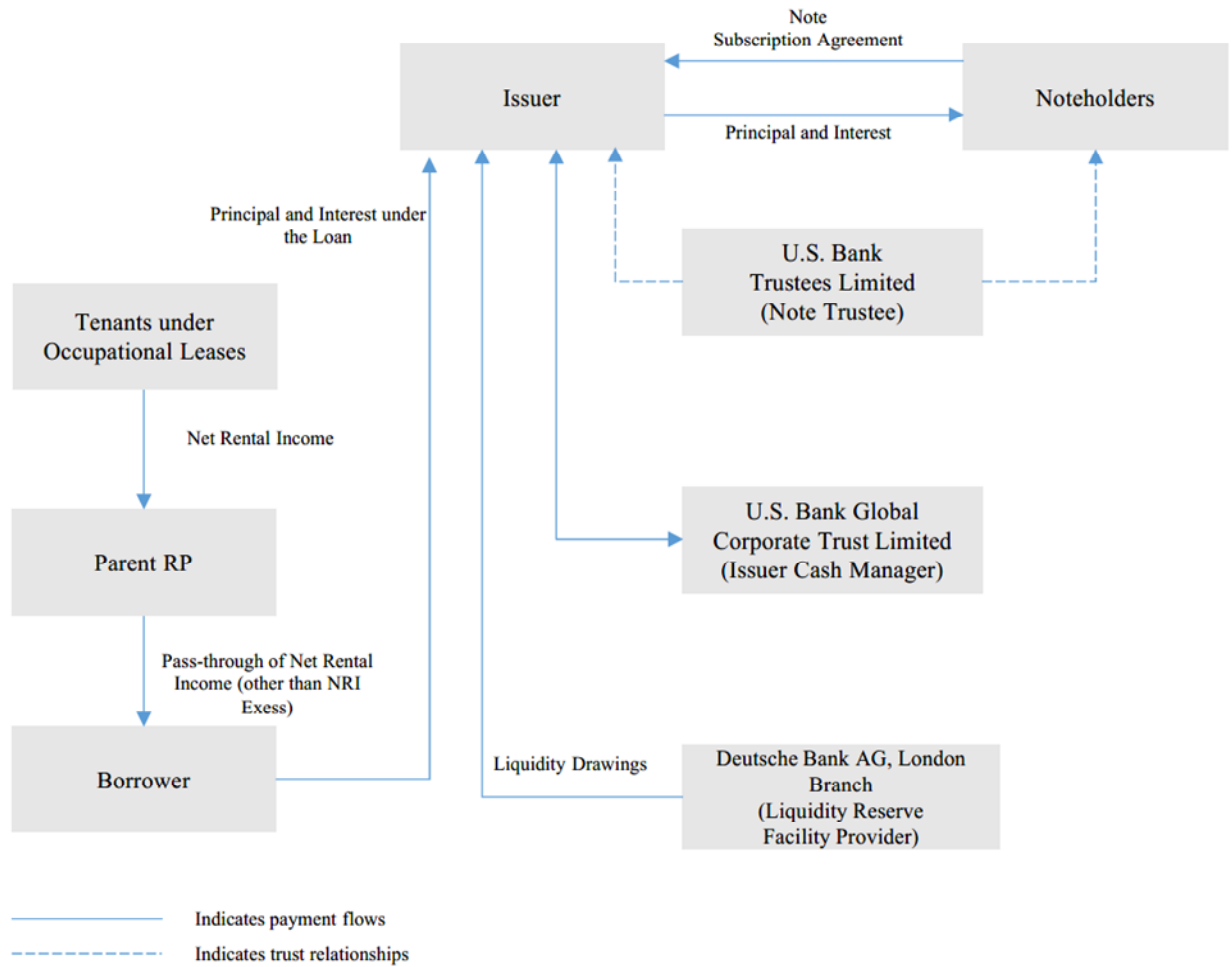 Note
Subscription Agreement
Issuer
Noteholders
Principal and Interest
Principal and Interest under
the Loan
U.S. Bank
Trustees Limited
(Note Trustee)
Tenants under
Occupational Leases
Net Rental Income
U.S. Bank Global
Corporate Trust Limited
(Issuer Cash Manager)
Parent RP
Pass-through of Net Rental
Income (other than NRI
Exess)
Borrower
Liquidity Drawings
Deutsche Bank AG, London
Branch
(Liquidity Reserve
Facility Provider)
Indicates payment flows
Indicates trust relationships